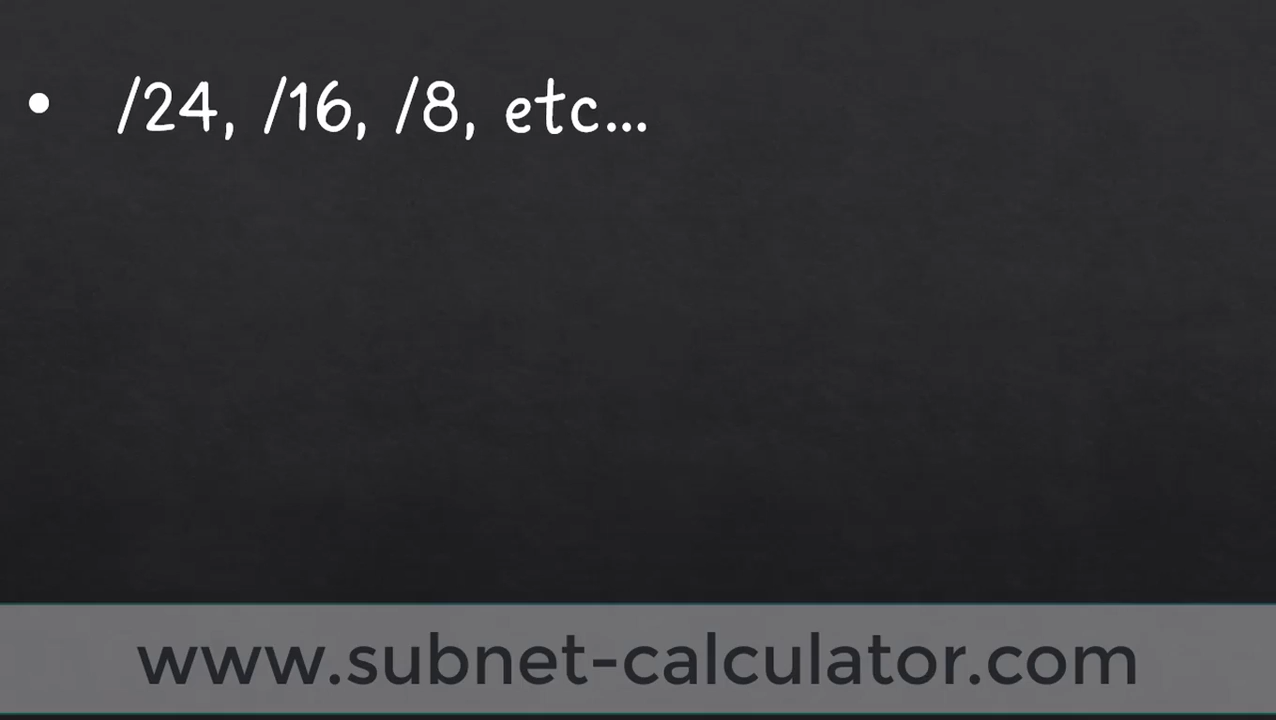 • /24, /16, /8, etc...
www.subnet-calculator.com